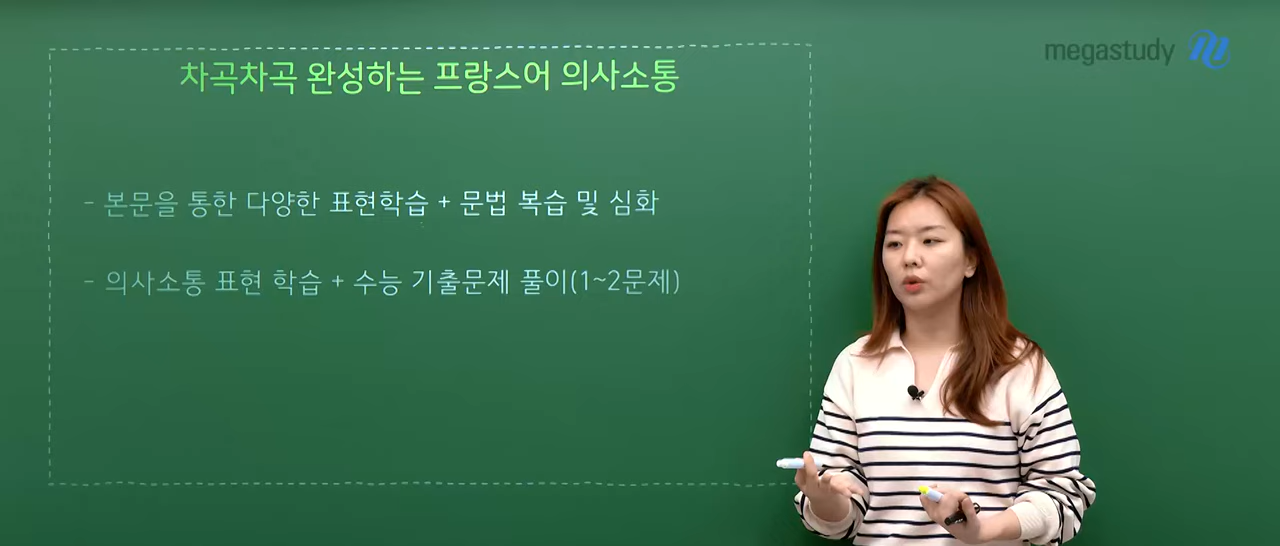 megastudy
차곡차곡 완성하는 프랑스어 의사소통
- 본문을 통한 다양한 표현학습 + 문법 복습 및 심화
- 의사소통 표현 학습 + 수능 기출문제 풀이(1~2문제)